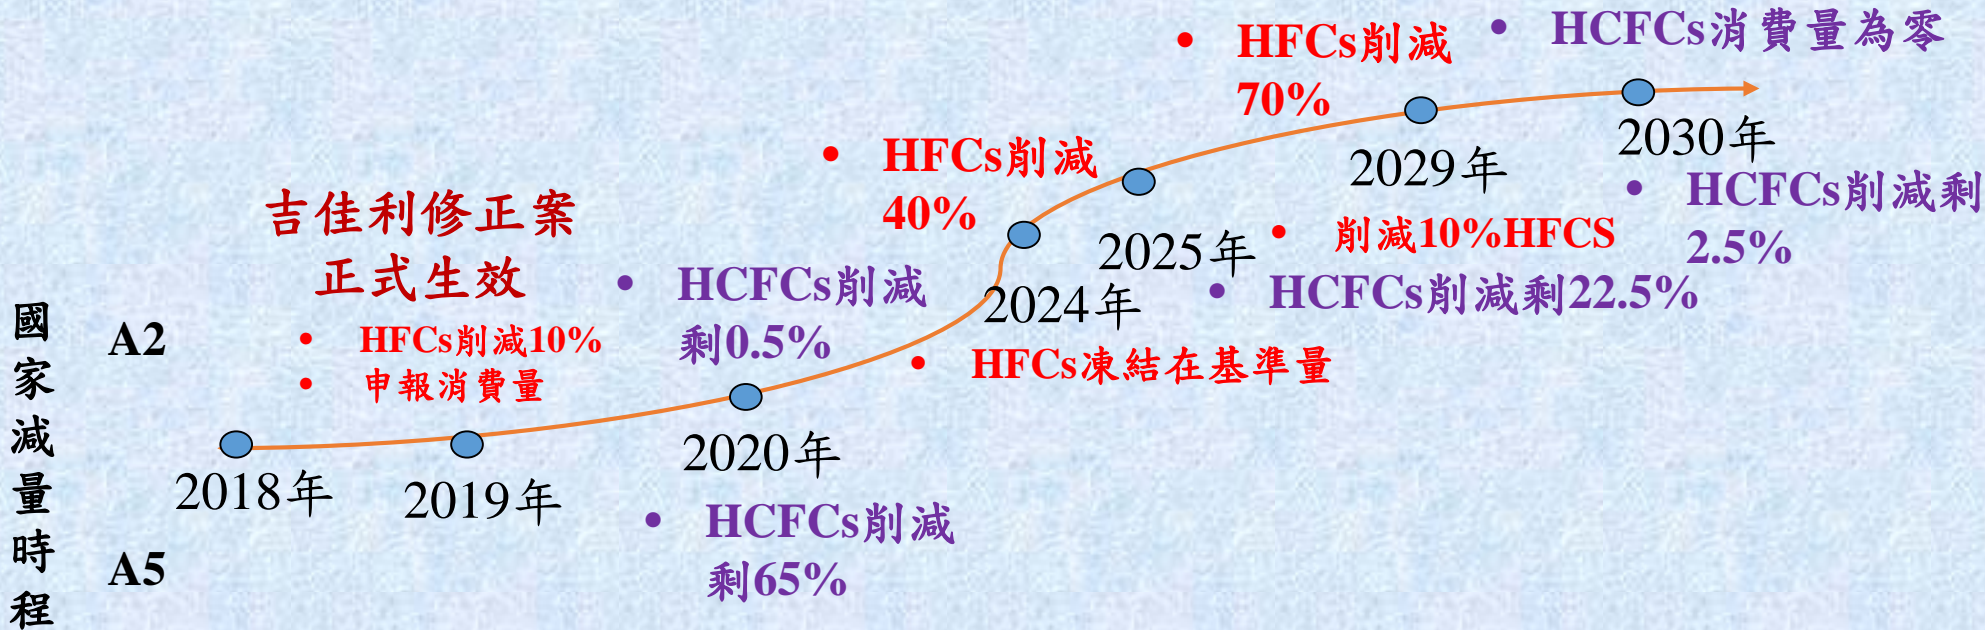 國家減量時程
A2
A5
吉佳利修正案
正式生效
• HFCs削減10%
• 申報消費量
2018年
2019年
• HCFCs削減
剩0.5%
2020年
• HCFCs削減
剩65%
• HFCs削減
40%
2024年
• HFCs凍結在基準量
2025年
• HFCs削減
70%
2029年
• 削減10%HFCS
• HCFCs削減剩22.5%
• HCFCs消費量為零
2030年
• HCFCs削減剩
2.5%